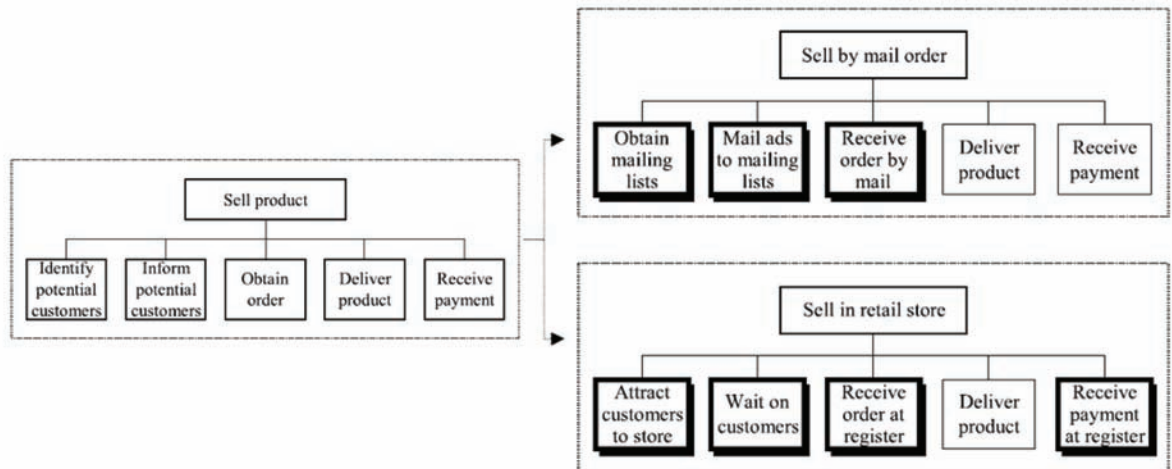 Sell product
Identify
potential
customers
Inform
potential
customers
Obtain
order
Deliver
product
Receive
payment
Sell by mail order
Obtain
mailing
lists
Mail ads
to mailing
lists
Receive
order by
mail
Deliver
product
Receive
payment
Sell in retail store
Attract
customers
to store
Wait on
customers
Receive
order at
register
Deliver
product
Receive
payment
at register